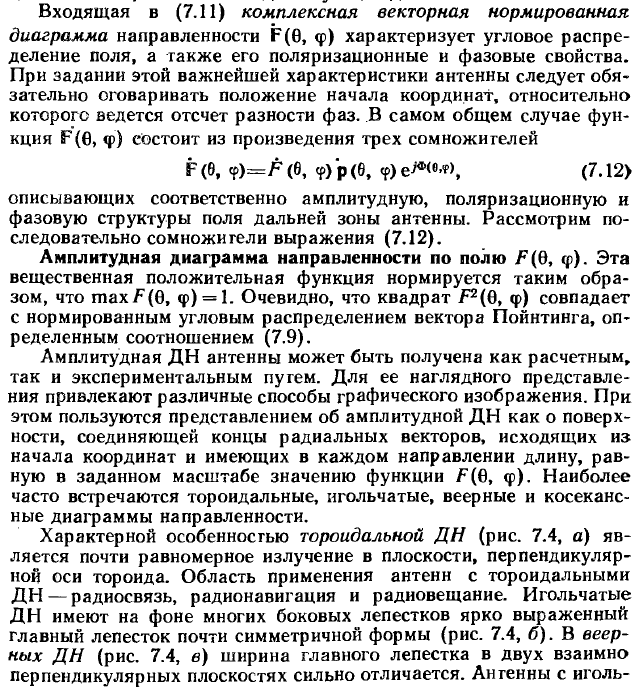 Входящая в (7.11) комплексная векторная нормированная
диаграмма направленности Ḟ(θ, φ) характеризует угловое распре-
деление поля, а также его поляризационные и фазовые свойства.
При задании этой важнейшей характеристики антенны следует обя-
зательно оговаривать положение начала координат, относительно
которого ведется отсчет разности фаз. В самом общем случае фун-
кция Ḟ(θ, φ) состоит из произведения трех сомножителей
Ḟ(θ, φ)=F(θ, φ)ṗ(θ, φ)e^{jΦ(θ,φ)}, (7.12)
описывающих соответственно амплитудную, поляризационную и
фазовую структуры поля дальней зоны антенны. Рассмотрим по-
следовательно сомножители выражения (7.12).
Амплитудная диаграмма направленности по полю F(θ, φ). Эта
вещественная положительная функция нормируется таким обра-
зом, что max F(θ, φ)=1. Очевидно, что квадрат F²(θ, φ) совпадает
с нормированным угловым распределением вектора Пойнтинга, оп-
ределенным соотношением (7.9).
Амплитудная ДН антенны может быть получена как расчетным,
так и экспериментальным путем. Для ее наглядного представле-
ния привлекают различные способы графического изображения. При
этом пользуются представлением об амплитудной ДН как о поверх-
ности, соединяющей концы радиальных векторов, исходящих из
начала координат и имеющих в каждом направлении длину, рав-
ную в заданном масштабе значению функции F(θ, φ). Наиболее
часто встречаются тороидальные, игольчатые, веерные и косеканс-
ные диаграммы направленности.
Характерной особенностью тороидальной ДН (рис. 7.4, а) яв-
ляется почти равномерное излучение в плоскости, перпендикуляр-
ной оси тороида. Область применения антенн с тороидальными
ДН — радиосвязь, радионавигация и радиовещание. Игольчатые
ДН имеют на фоне многих боковых лепестков ярко выраженный
главный лепесток почти симметричной формы (рис. 7.4, б). В веер-
ных ДН (рис. 7.4, в) ширина главного лепестка в двух взаимно
перпендикулярных плоскостях сильно отличается. Антенны с иголь-